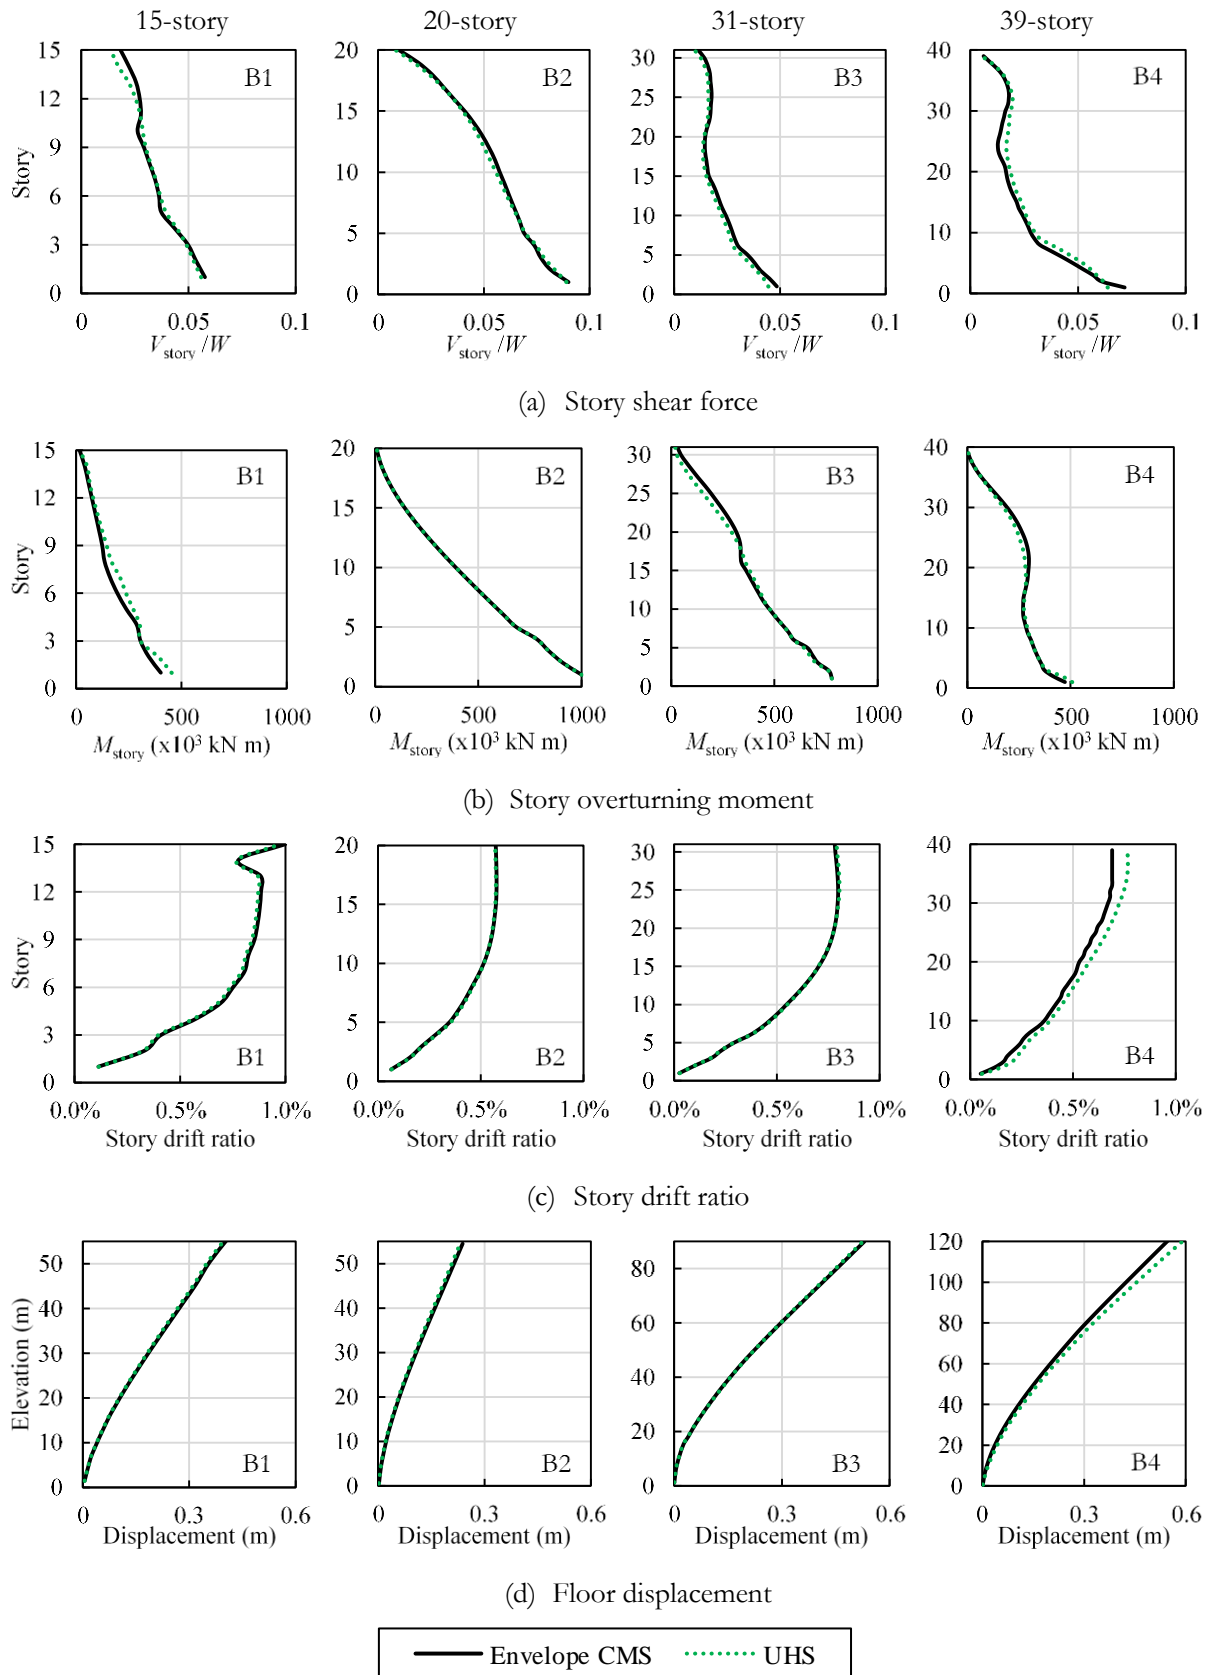 15-story 20-story 31-story 39-story
15 20 30 40
12 25
9 15 20 30
6 10 15 20
3 5 10 10
0 0 5 0
0
Story
B1 B2 B3 B4
0 0.05 0.1 0 0.05 0.1 0 0.05 0.1 0 0.05 0.1
Vstory /W Vstory /W Vstory /W Vstory /W
(a) Story shear force
15 20 30 40
12 25
9 15 20 30
6 10 15 20
3 5 10 10
0 0 5 0
0
Story
B1 B2 B3 B4
0 500 1000 0 500 1000 0 500 1000 0 500 1000
Mstory (x10³ kN m) Mstory (x10³ kN m) Mstory (x10³ kN m) Mstory (x10³ kN m)
(b) Story overturning moment
15 20 30 40
12 25
9 15 20 30
6 10 15 20
3 5 10 10
0 0 5 0
0
Story
B1 B2 B3 B4
0.0% 0.5% 1.0% 0.0% 0.5% 1.0% 0.0% 0.5% 1.0% 0.0% 0.5% 1.0%
Story drift ratio Story drift ratio Story drift ratio Story drift ratio
(c) Story drift ratio
50 50 80 120
40 40 60 100
30 30 40 80
20 20 20 60
10 10 0 40
0 0 20
0
Elevation (m)
B1 B2 B3 B4
0 0.3 0.6 0 0.3 0.6 0 0.3 0.6 0 0.3 0.6
Displacement (m) Displacement (m) Displacement (m) Displacement (m)
(d) Floor displacement
Envelope CMS UHS